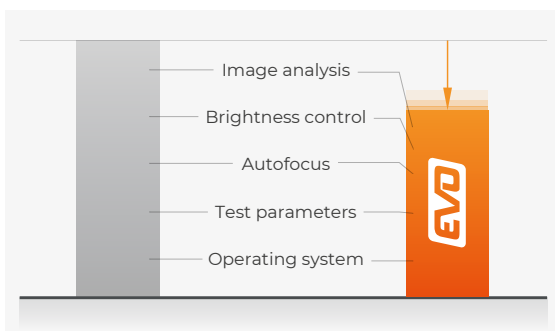 Image analysis
Brightness control
Autofocus
Test parameters
Operating system
EVO